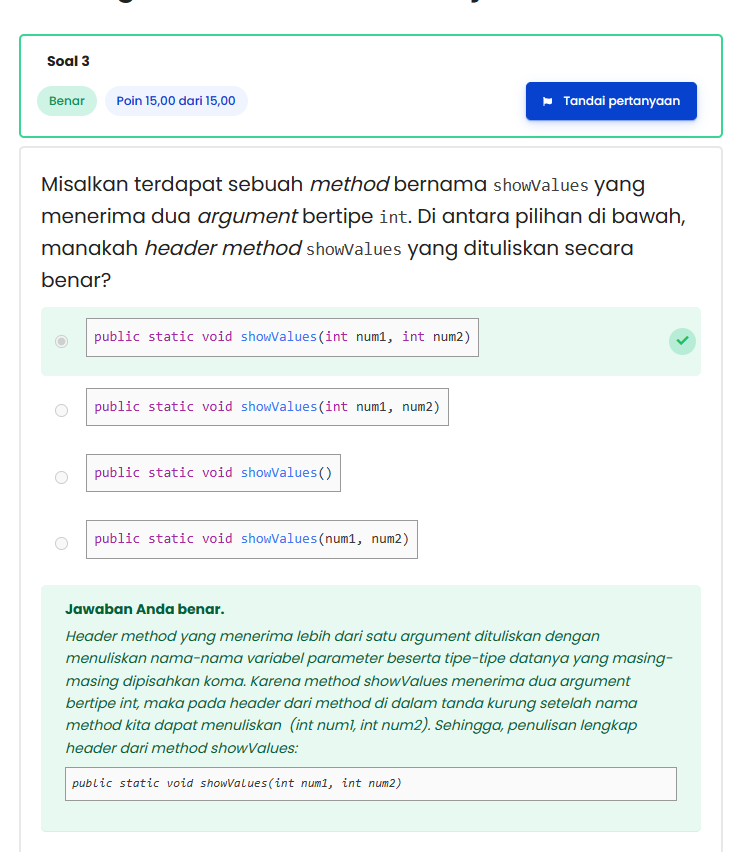 Soal 3
Benar
Poin 15,00 dari 15,00
Tandai pertanyaan
Misalkan terdapat sebuah method bernama showValues yang
menerima dua argument bertipe int. Di antara pilihan di bawah,
manakah header method showValues yang dituliskan secara
benar?
public static void showValues(int num1, int num2)
public static void showValues(int num1, num2)
public static void showValues()
public static void showValues(num1, num2)
Jawaban Anda benar.
Header method yang menerima lebih dari satu argument dituliskan dengan
menuliskan nama-nama variabel parameter beserta tipe-tipe datanya yang masing-
masing dipisahkan koma. Karena method showValues menerima dua argument
bertipe int, maka pada header dari method di dalam tanda kurung setelah nama
method kita dapat menuliskan (int num1, int num2). Sehingga, penulisan lengkap
header dari method showValues:
public static void showValues(int num1, int num2)